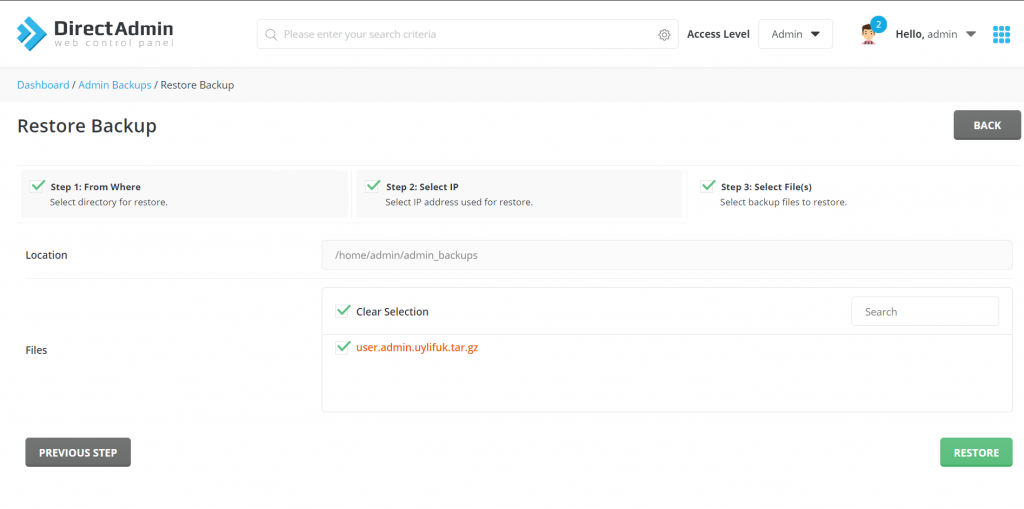 DirectAdmin
web control panel
Please enter your search criteria
Access Level
Admin
2
Hello, admin
Dashboard / Admin Backups / Restore Backup
Restore Backup
BACK
Step 1: From Where
Select directory for restore.
Step 2: Select IP
Select IP address used for restore.
Step 3: Select File(s)
Select backup files to restore.
Location
/home/admin/admin_backups
Clear Selection
Search
Files
user.admin.uylifuk.tar.gz
PREVIOUS STEP
RESTORE